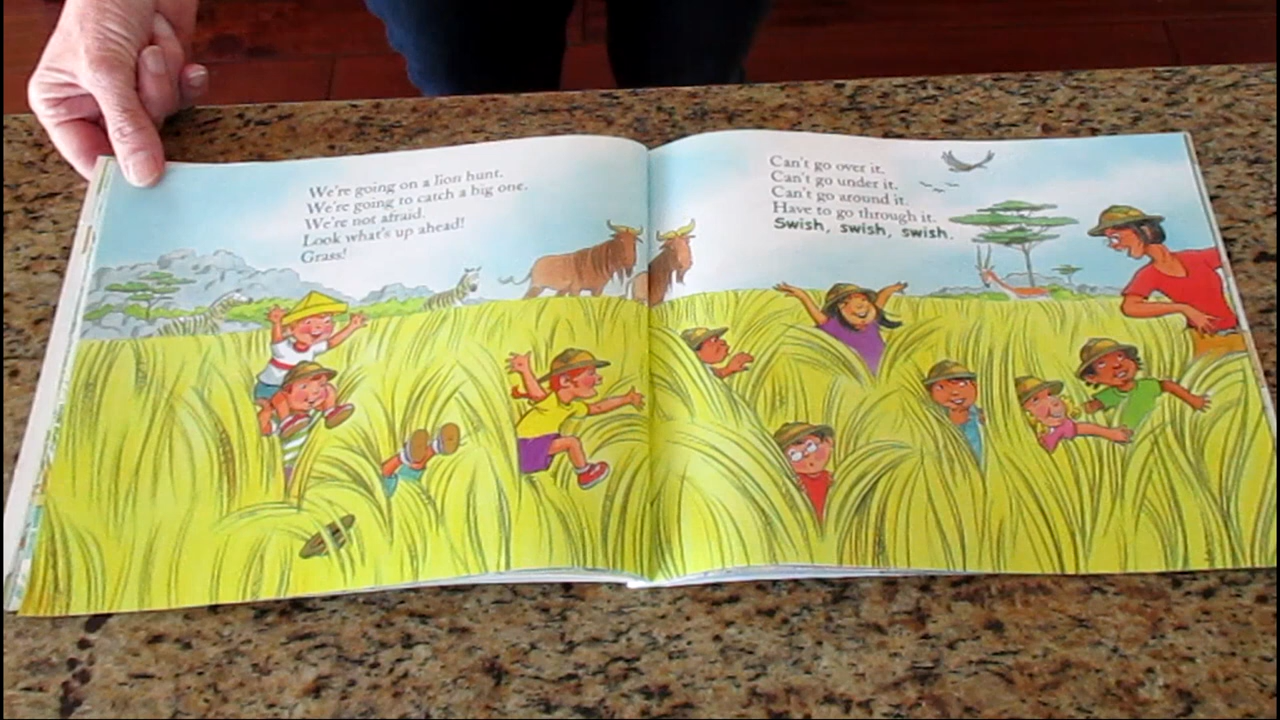 We're going on a lion hunt.
We're going to catch a big one.
We're not afraid.
Look what's up ahead!
Grass!
Can't go over it.
Can't go under it.
Can't go around it.
Have to go through it.
Swish, swish, swish.